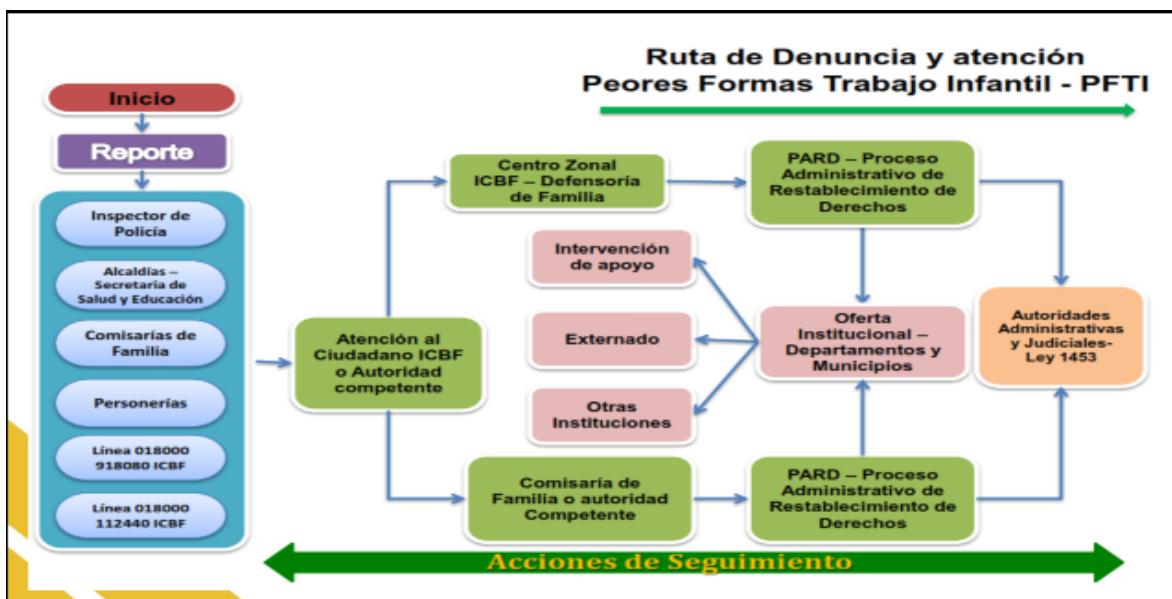 Ruta de Denuncia y atención
Peores Formas Trabajo Infantil - PFTI
Inicio
Reporte
Inspector de
Policía
Alcaldías –
Secretaria de
Salud y Educación
Comisarías de
Familia
Personerías
Línea 018000
918080 ICBF
Línea 018000
112440 ICBF
Atención al
Ciudadano ICBF
o Autoridad
competente
Centro Zonal
ICBF – Defensoría
de Familia
PARD – Proceso
Administrativo de
Restablecimiento de
Derechos
Intervención
de apoyo
Externado
Otras
Instituciones
Oferta
Institucional –
Departamentos y
Municipios
Autoridades
Administrativas
y Judiciales-
Ley 1453
Comisaría de
Familia o autoridad
Competente
PARD – Proceso
Administrativo de
Restablecimiento de
Derechos
Acciones de Seguimiento